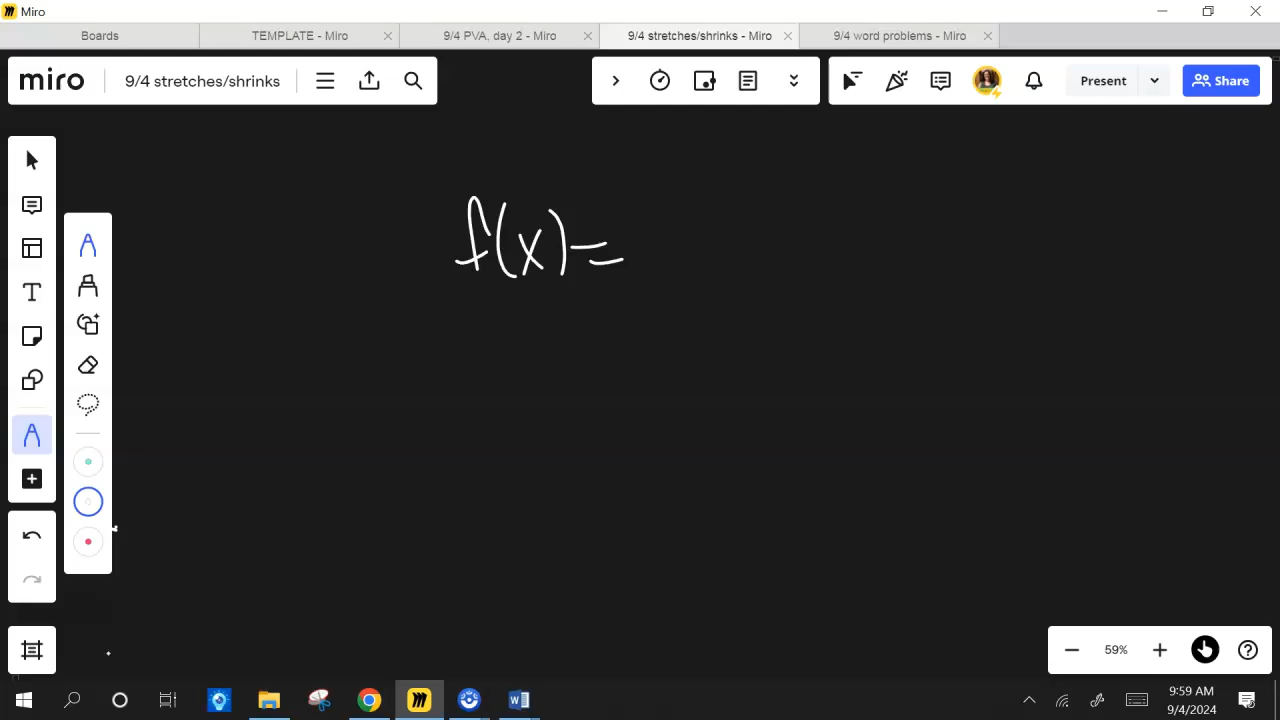 Miro
Boards
TEMPLATE - Miro
9/4 PVA, day 2 - Miro
9/4 stretches/shrinks - Miro
9/4 word problems - Miro
miro
9/4 stretches/shrinks
Present
Share
f(x)=
59%
9:59 AM
9/4/2024